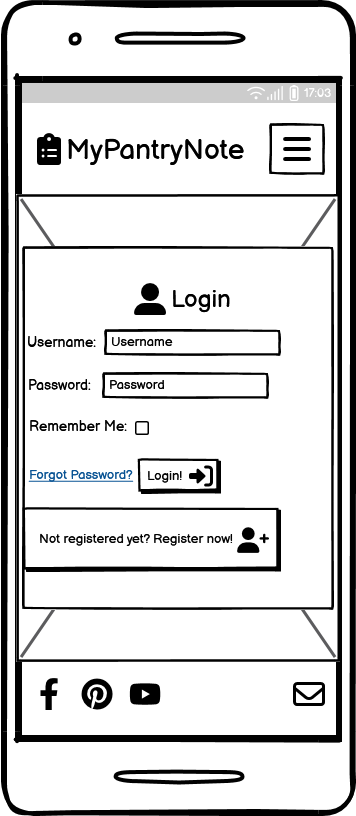 17:03
MyPantryNote
Login
Username: Username
Password: Password
Remember Me:
Forgot Password? Login!
Not registered yet? Register now!